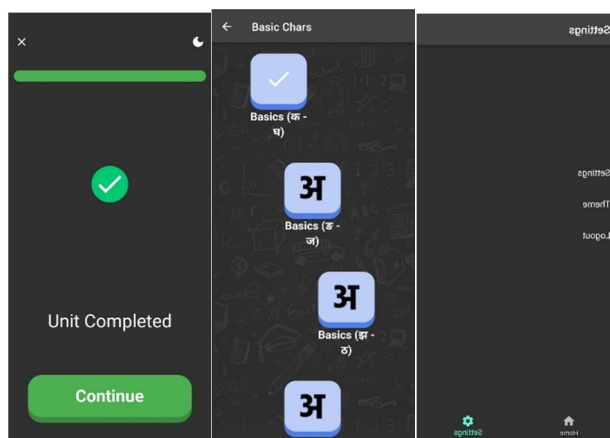 Unit Completed
Continue
Basic Chars
Basics (क -
घ)
अ
Basics (ङ -
ज)
अ
Basics (झ -
ठ)
अ
Settings
Settings
Theme
Logout
Settings
Home